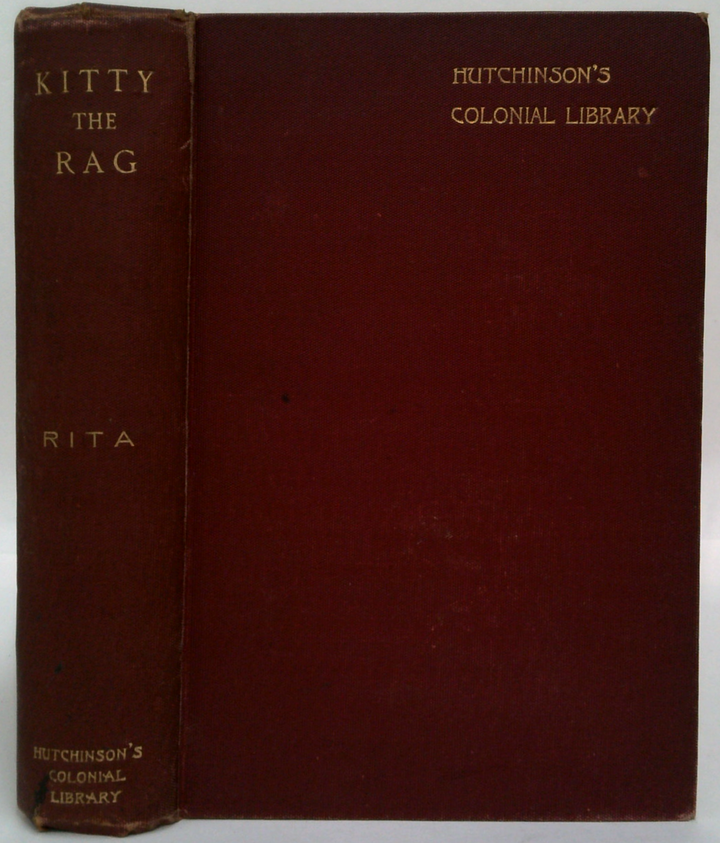 KITTY
THE
RAG
RITA
HUTCHINSON'S
COLONIAL
LIBRARY
HUTCHINSON'S
COLONIAL LIBRARY